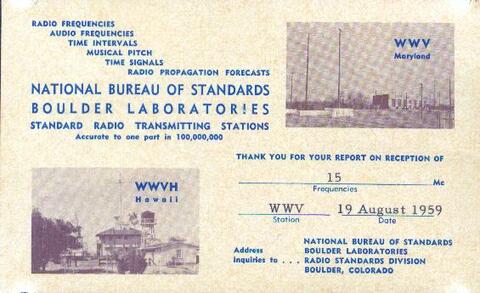 RADIO FREQUENCIES
AUDIO FREQUENCIES
TIME INTERVALS
MUSICAL PITCH
TIME SIGNALS
RADIO PROPAGATION FORECASTS
NATIONAL BUREAU OF STANDARDS
BOULDER LABORATORIES
STANDARD RADIO TRANSMITTING STATIONS
Accurate to one part in 100,000,000
WWV
Maryland
WWVH
Hawaii
THANK YOU FOR YOUR REPORT ON RECEPTION OF
15 Mc
Frequencies
WWV 19 August 1959
Station Date
Address inquiries to . . .
NATIONAL BUREAU OF STANDARDS
BOULDER LABORATORIES
RADIO STANDARDS DIVISION
BOULDER, COLORADO